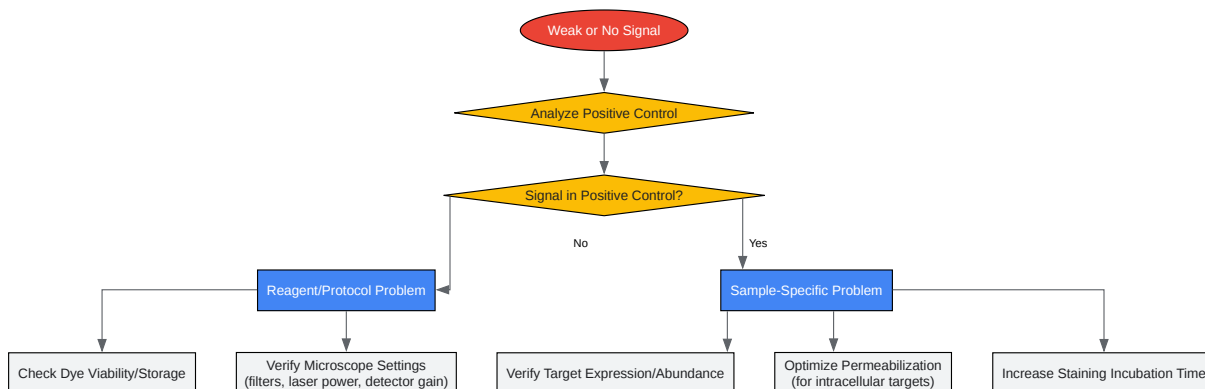 Weak or No Signal
Analyze Positive Control
Signal in Positive Control?
No
Yes
Reagent/Protocol Problem
Sample-Specific Problem
Check Dye Viability/Storage
Verify Microscope Settings
(filters, laser power, detector gain)
Verify Target Expression/Abundance
Optimize Permeabilization
(for intracellular targets)
Increase Staining Incubation Time